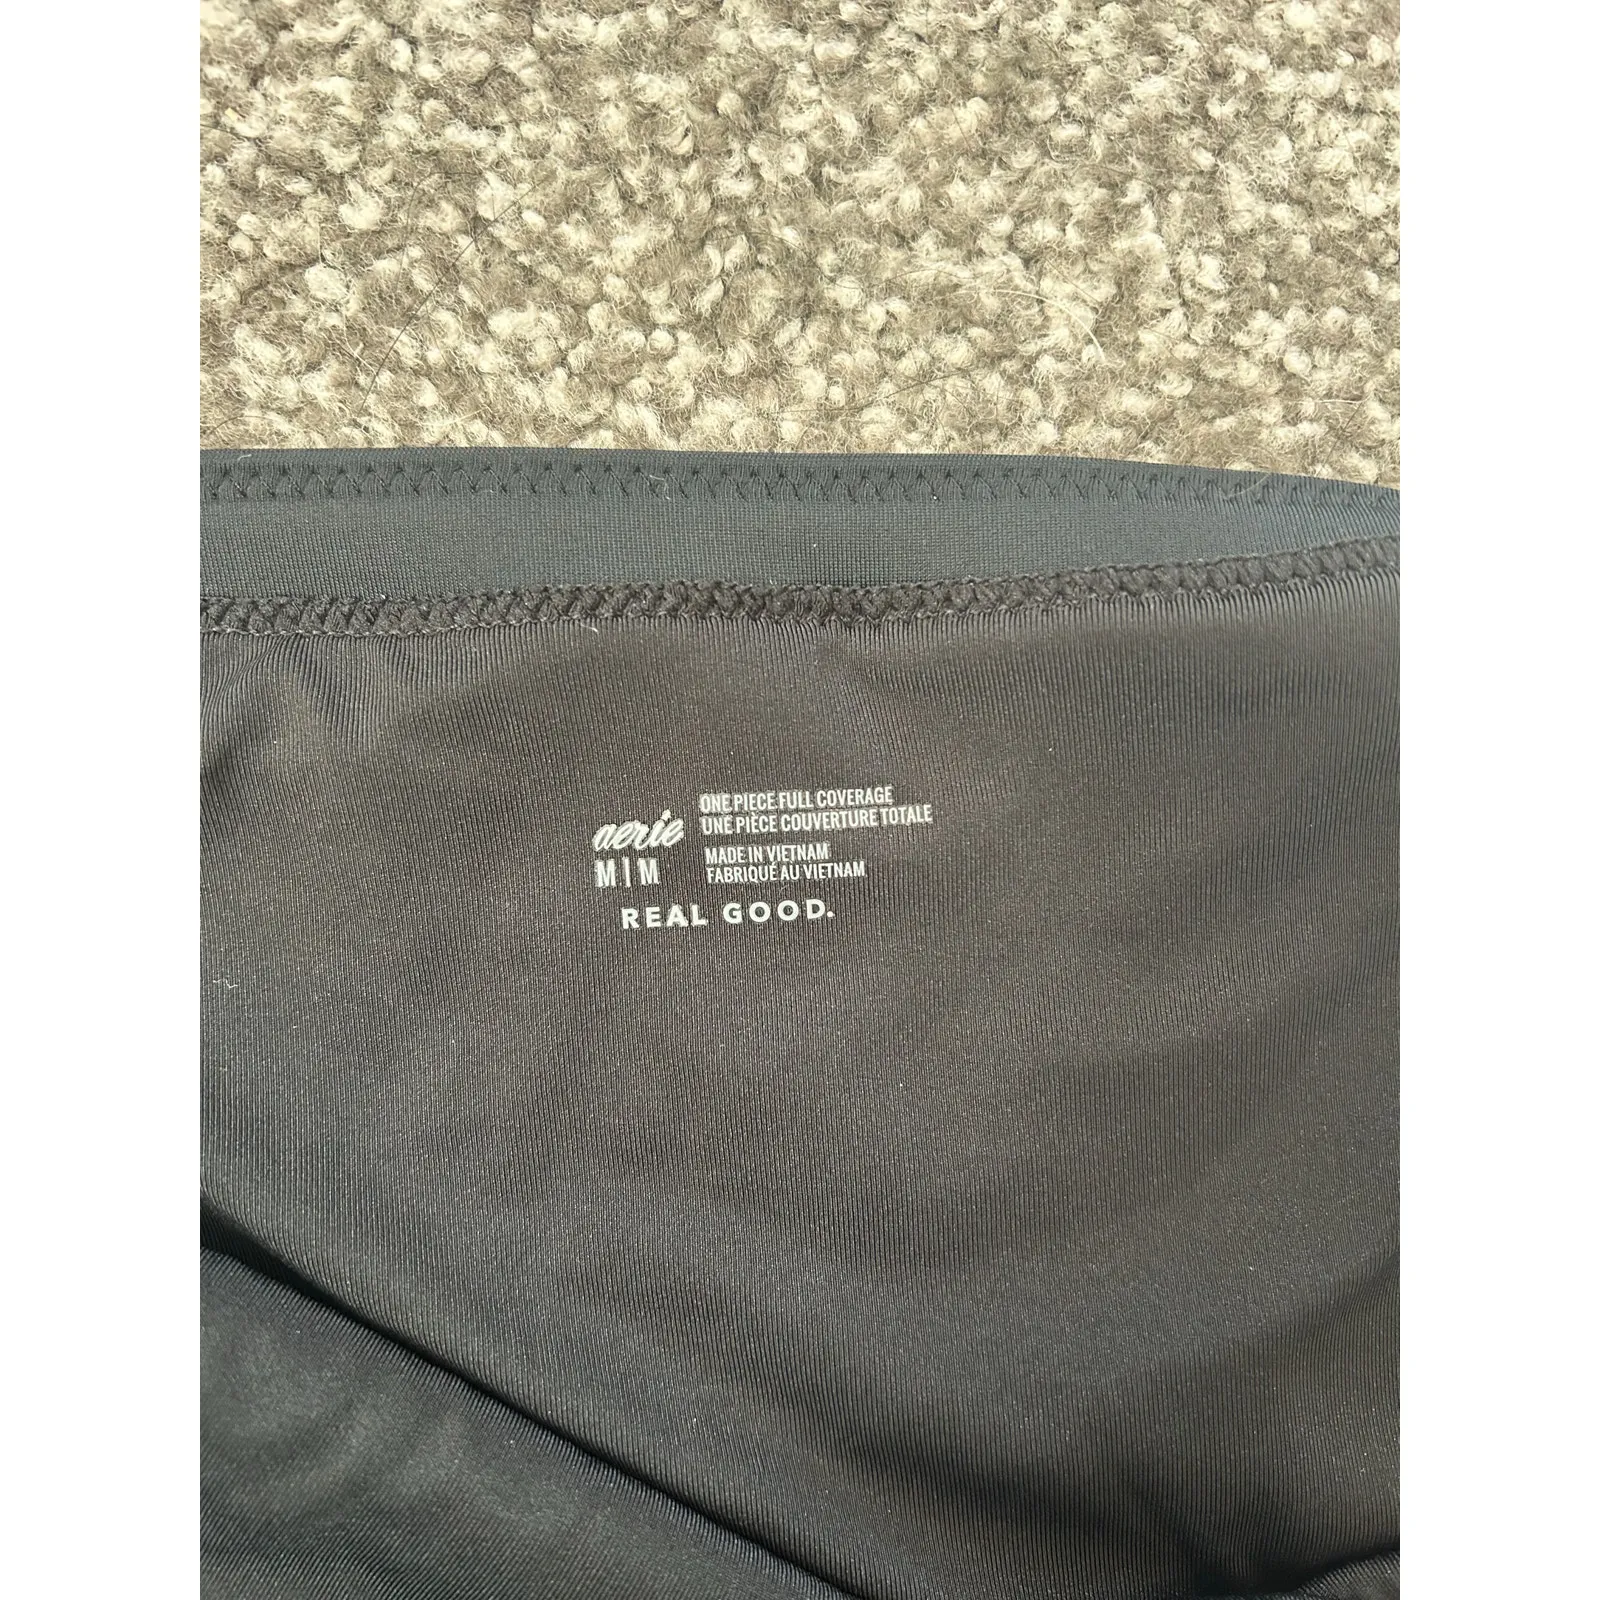 aerie
M | M
ONE PIECE FULL COVERAGE
UNE PIÈCE COUVERTURE TOTALE
MADE IN VIETNAM
FABRIQUÉ AU VIETNAM
REAL GOOD.